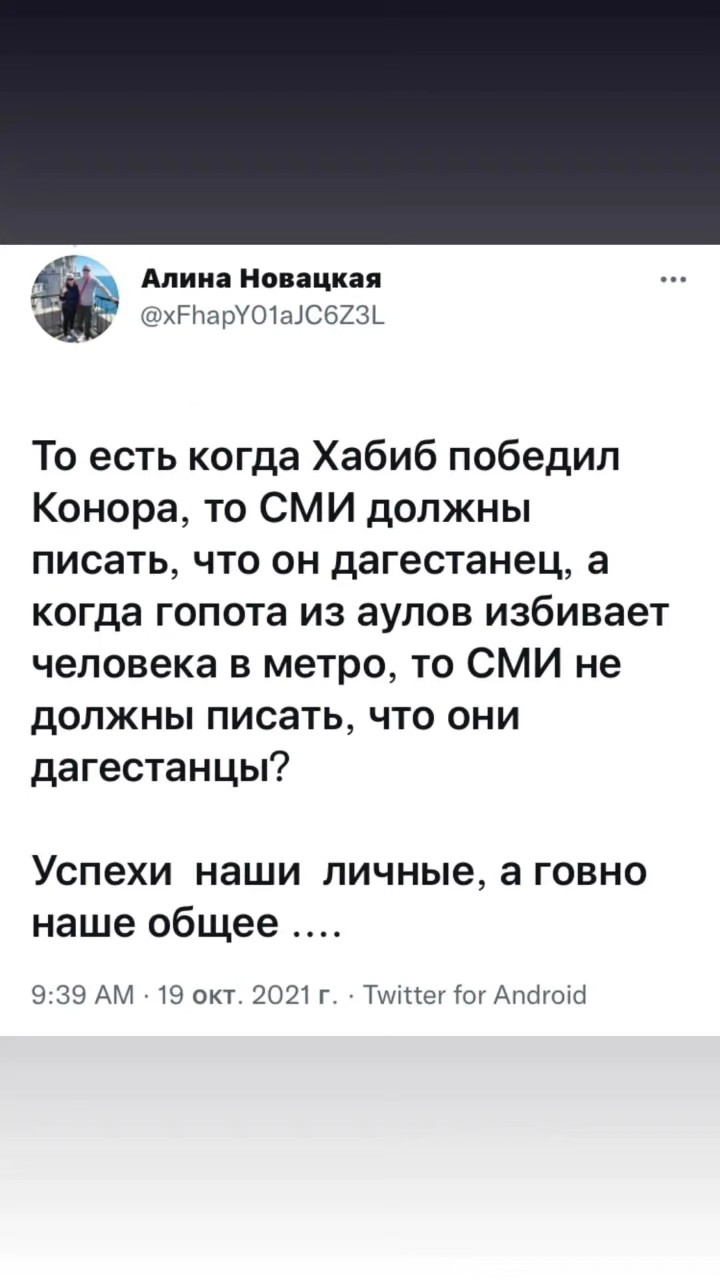 Алина Новацкая
@xFhapY01aJC6Z3L
То есть когда Хабиб победил
Конора, то СМИ должны
писать, что он дагестанец, а
когда гопота из аулов избивает
человека в метро, то СМИ не
должны писать, что они
дагестанцы?
Успехи наши личные, а говно
наше общее ....
9:39 AM · 19 окт. 2021 г. · Twitter for Android